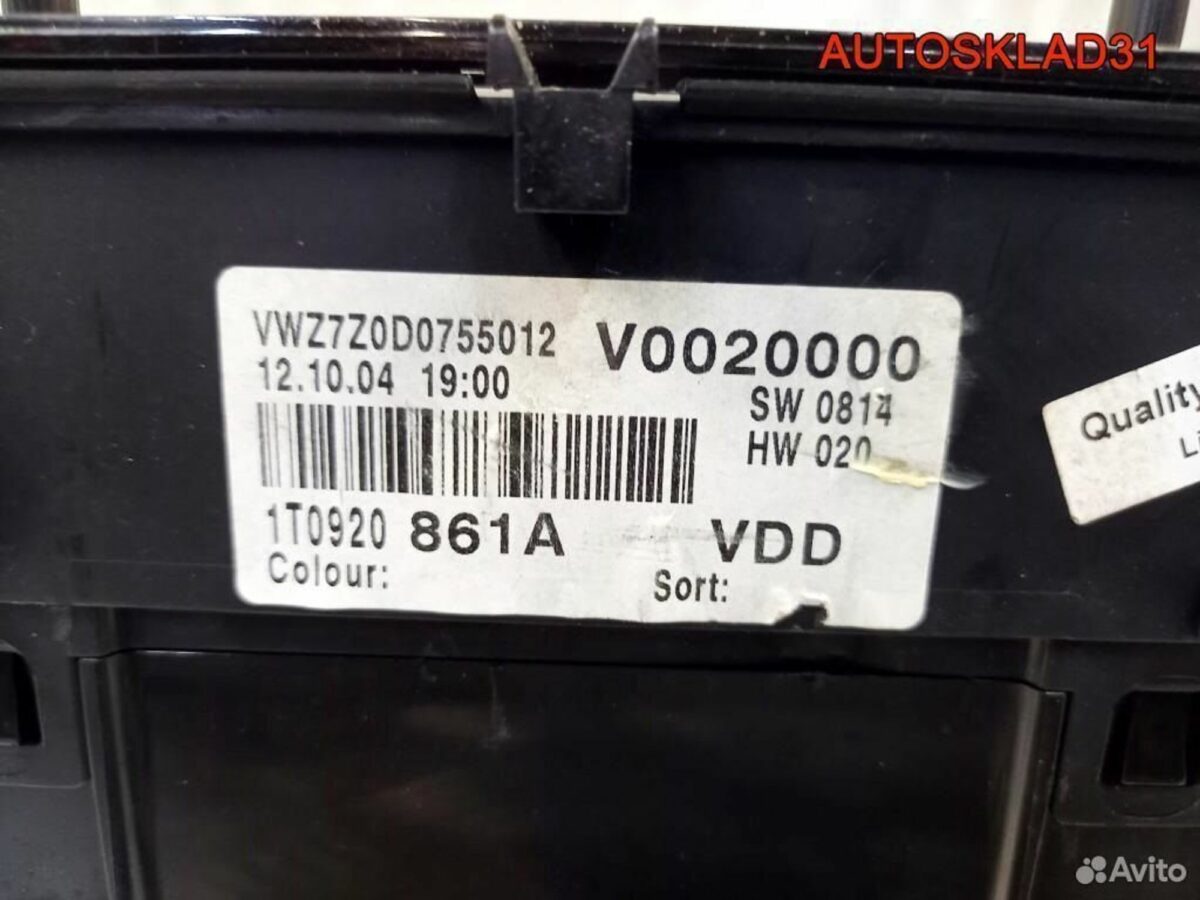 AUTOSKLAD31
VWZ7Z0D0755012 V0020000
12.10.04 19:00 SW 0814
HW 020
1T0920 861A VDD
Colour: Sort:
Quality
Avito